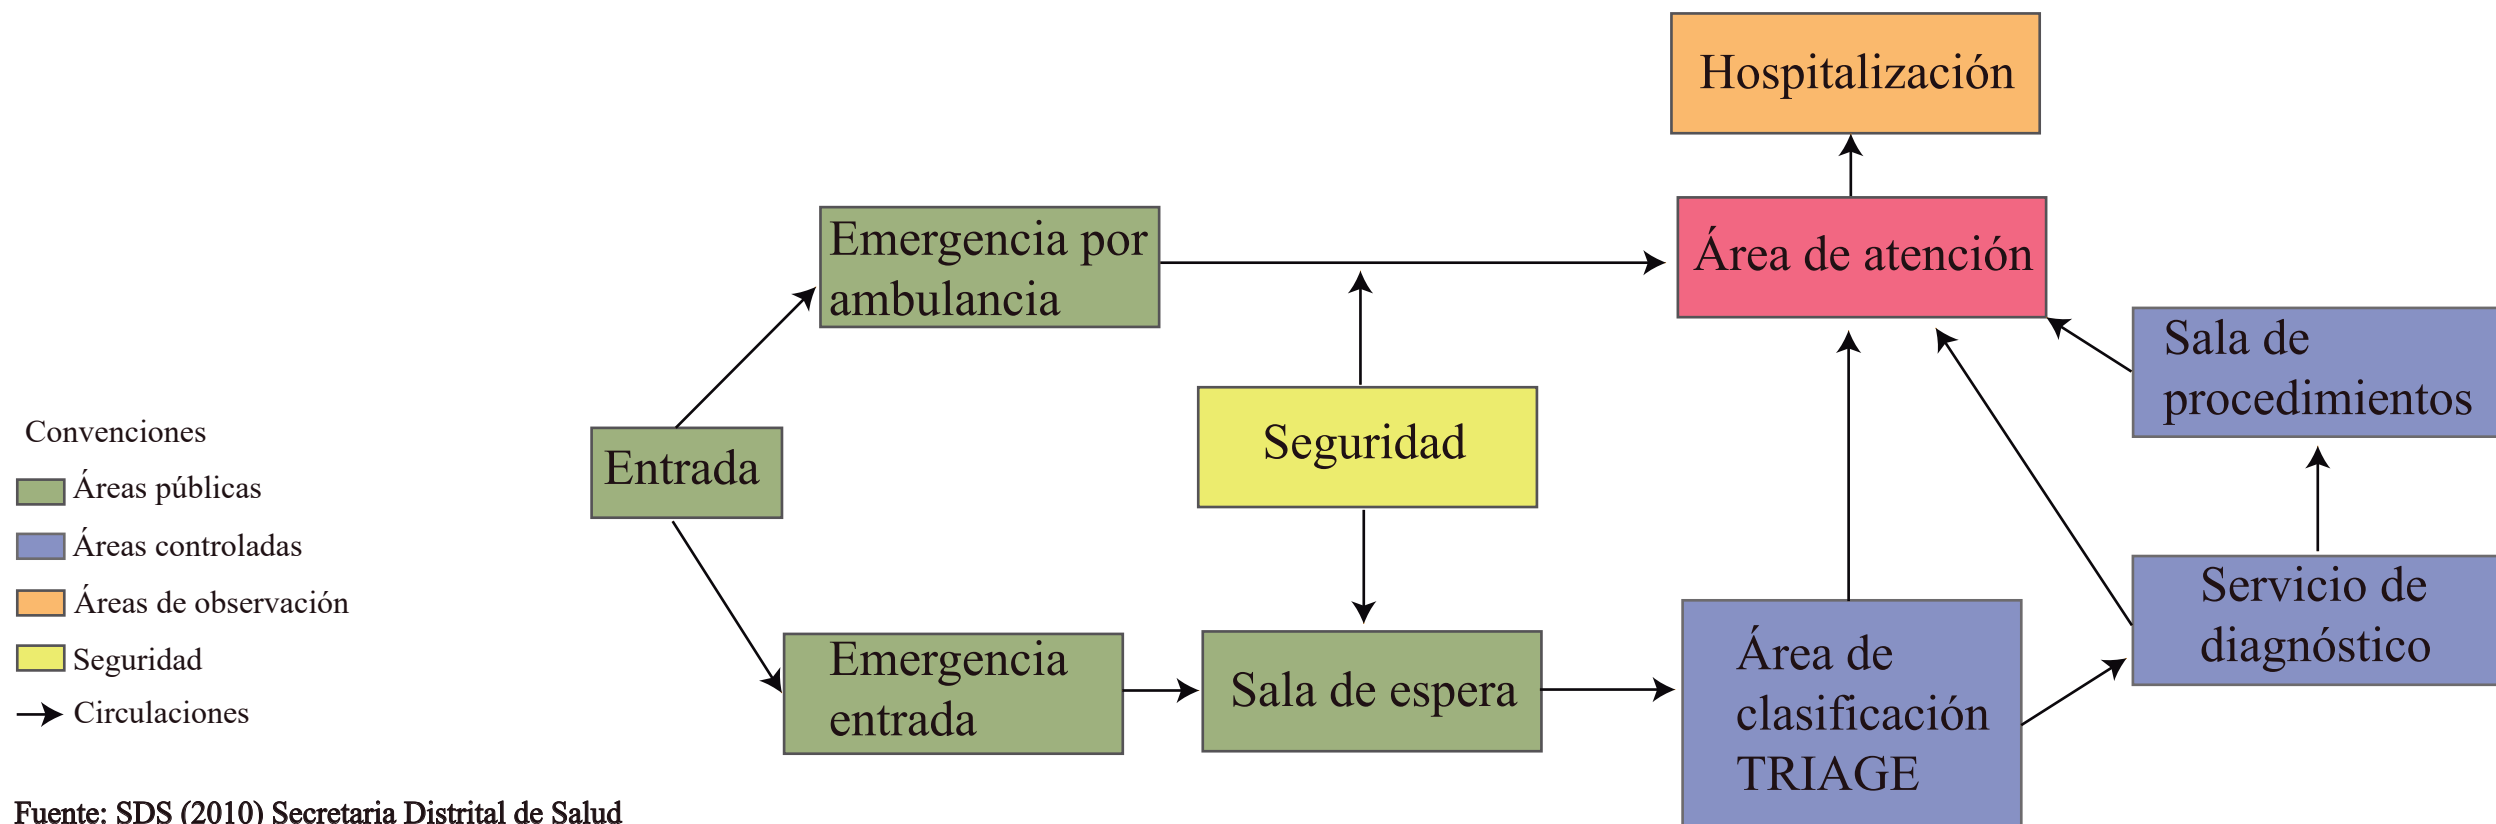 Hospitalización
Emergencia por
ambulancia
Área de atención
Sala de
procedimientos
Entrada
Seguridad
Convenciones
Áreas públicas
Áreas controladas
Áreas de observación
Seguridad
Circulaciones
Emergencia
entrada
Sala de espera
Área de
clasificación
TRIAGE
Servicio de
diagnóstico
Fuente: SDS (2010) Secretaria Distrital de Salud